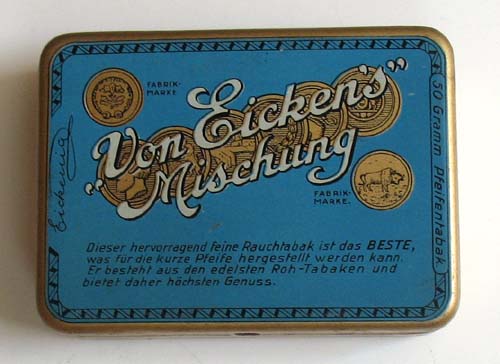 FABRIK-
MARKE
„Von Eicken's”
„Mischung
FABRIK-
MARKE.
50 Gramm Pfeifentabak
Dieser hervorragend feine Rauchtabak ist das BESTE,
was für die kurze Pfeife hergestellt werden kann.
Er besteht aus den edelsten Roh-Tabaken und
bietet daher höchsten Genuss.